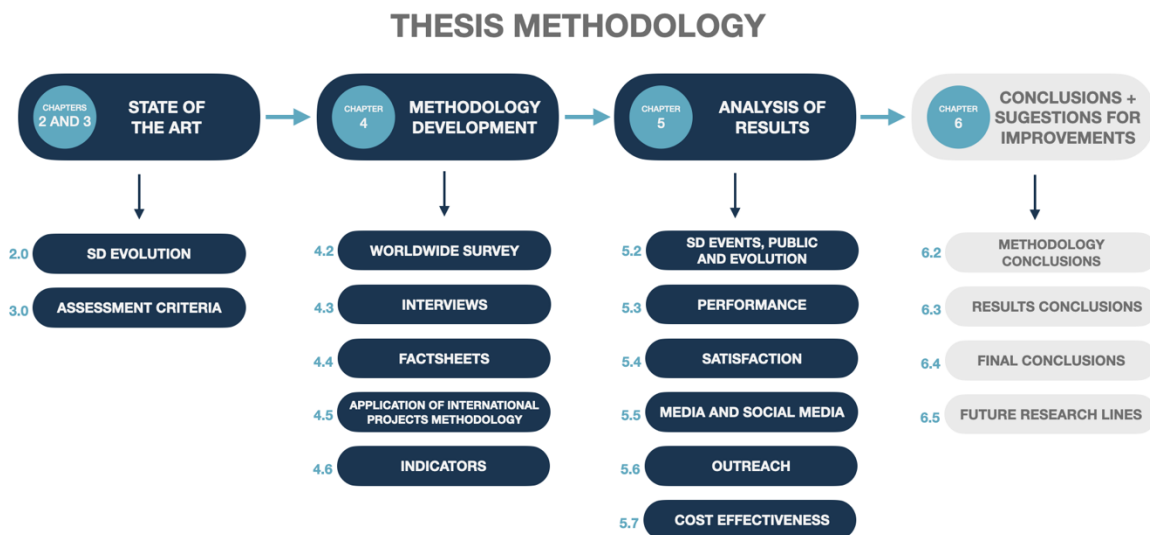 THESIS METHODOLOGY
CHAPTERS
2 AND 3
STATE OF
THE ART
CHAPTER
4
METHODOLOGY
DEVELOPMENT
CHAPTER
5
ANALYSIS OF
RESULTS
CHAPTER
6
CONCLUSIONS +
SUGESTIONS FOR
IMPROVEMENTS
2.0
SD EVOLUTION
3.0
ASSESSMENT CRITERIA
4.2
WORLDWIDE SURVEY
4.3
INTERVIEWS
4.4
FACTSHEETS
4.5
APPLICATION OF INTERNATIONAL
PROJECTS METHODOLOGY
4.6
INDICATORS
5.2
SD EVENTS, PUBLIC
AND EVOLUTION
5.3
PERFORMANCE
5.4
SATISFACTION
5.5
MEDIA AND SOCIAL MEDIA
5.6
OUTREACH
5.7
COST EFFECTIVENESS
6.2
METHODOLOGY
CONCLUSIONS
6.3
RESULTS CONCLUSIONS
6.4
FINAL CONCLUSIONS
6.5
FUTURE RESEARCH LINES